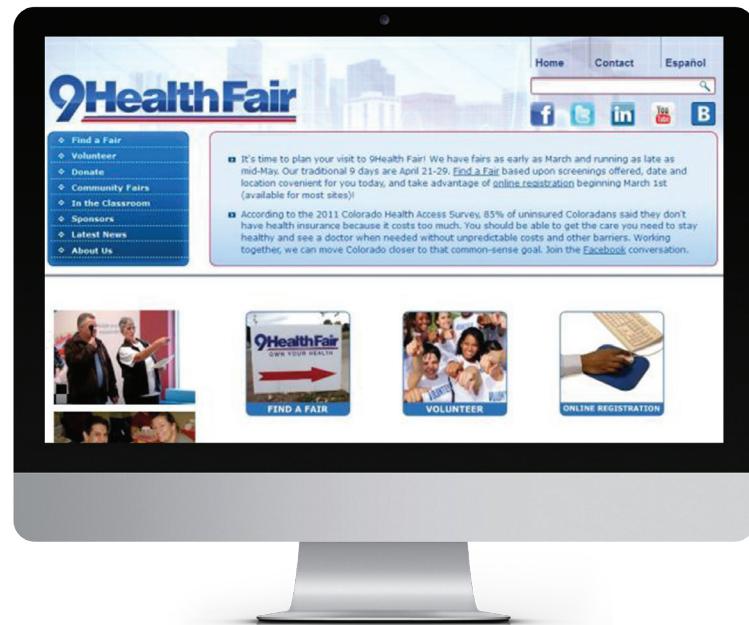 Home Contact Español
9HealthFair
f in You Tube B
Find a Fair
Volunteer
Donate
Community Fairs
In the Classroom
Sponsors
Latest News
About Us
It's time to plan your visit to 9Health Fair! We have fairs as early as March and running as late as
mid-May. Our traditional 9 days are April 21-29. Find a Fair based upon screenings offered, date and
location covenient for you today, and take advantage of online registration beginning March 1st
(available for most sites)!
According to the 2011 Colorado Health Access Survey, 85% of uninsured Coloradans said they don't
have health insurance because it costs too much. You should be able to get the care you need to stay
healthy and see a doctor when needed without unpredictable costs and other barriers. Working
together, we can move Colorado closer to that common-sense goal. Join the Facebook conversation.
9HealthFair
OWN YOUR HEALTH
FIND A FAIR
VOLUNTEER
ONLINE REGISTRATION